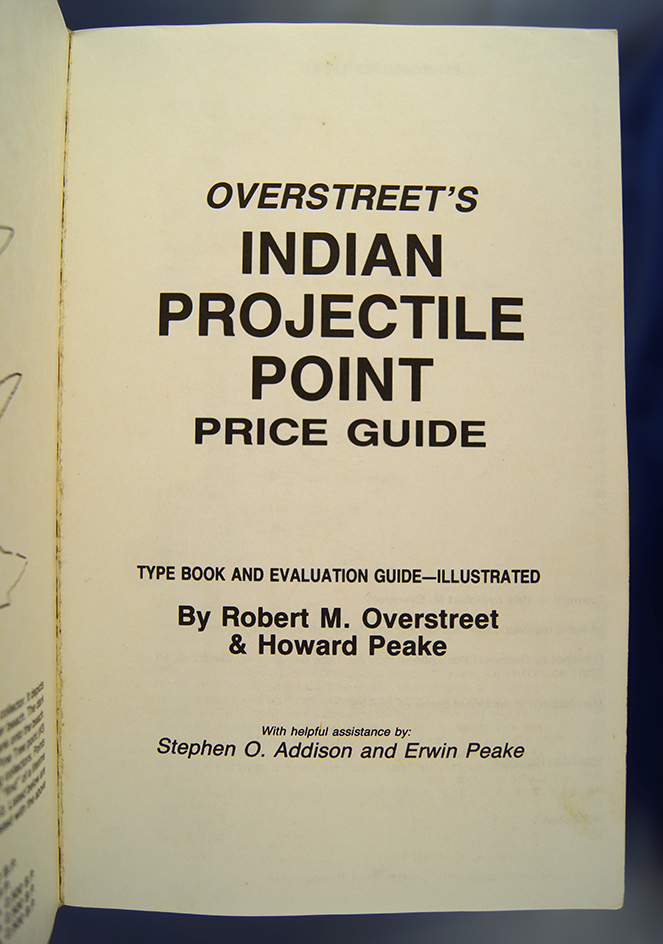 OVERSTREET'S
INDIAN
PROJECTILE
POINT
PRICE GUIDE
TYPE BOOK AND EVALUATION GUIDE—ILLUSTRATED
By Robert M. Overstreet
& Howard Peake
With helpful assistance by:
Stephen O. Addison and Erwin Peake